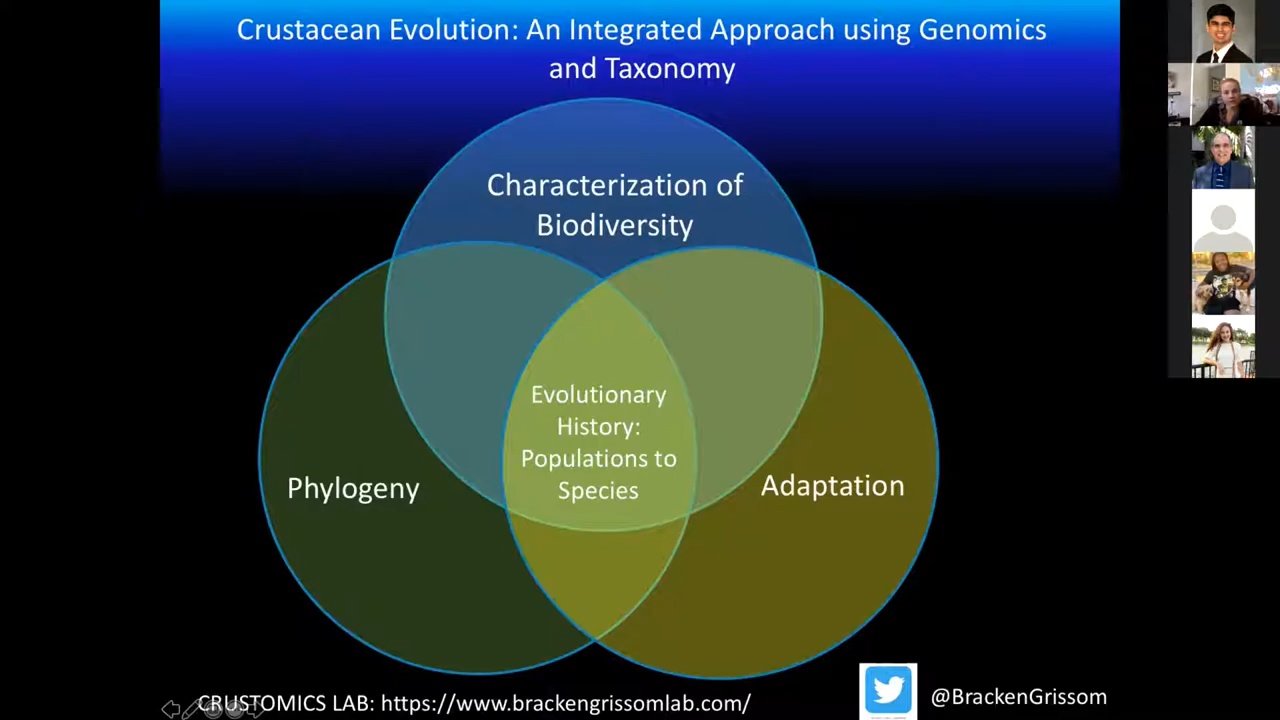 Crustacean Evolution: An Integrated Approach using Genomics
and Taxonomy
Characterization of
Biodiversity
Evolutionary
History:
Populations to
Species
Phylogeny
Adaptation
CRUSTOMICS LAB: https://www.brackengrissomlab.com/
@BrackenGrissom